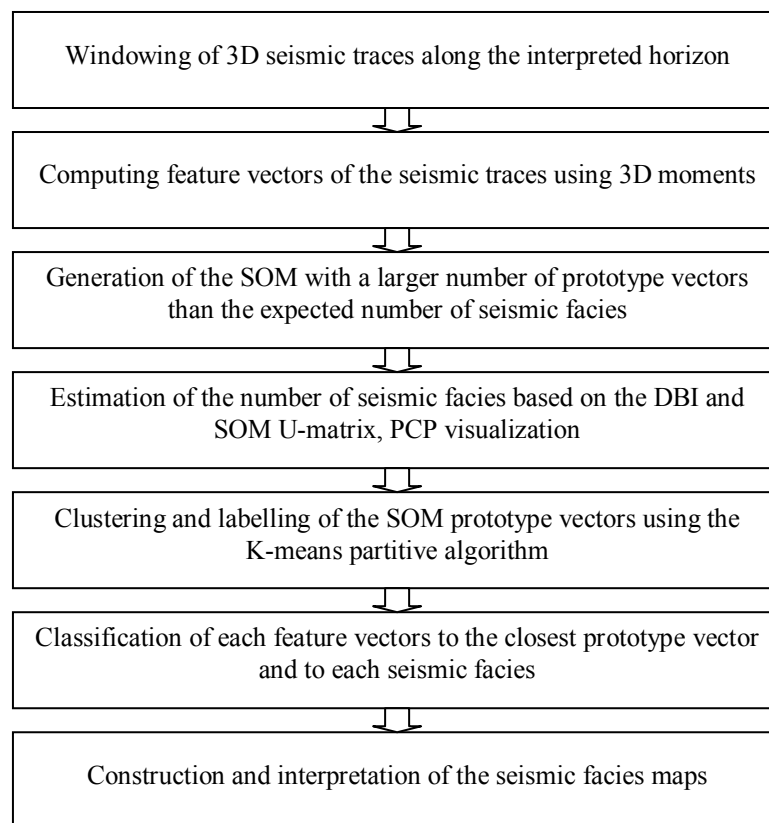 Windowing of 3D seismic traces along the interpreted horizon
Computing feature vectors of the seismic traces using 3D moments
Generation of the SOM with a larger number of prototype vectors
than the expected number of seismic facies
Estimation of the number of seismic facies based on the DBI and
SOM U-matrix, PCP visualization
Clustering and labelling of the SOM prototype vectors using the
K-means partitive algorithm
Classification of each feature vectors to the closest prototype vector
and to each seismic facies
Construction and interpretation of the seismic facies maps